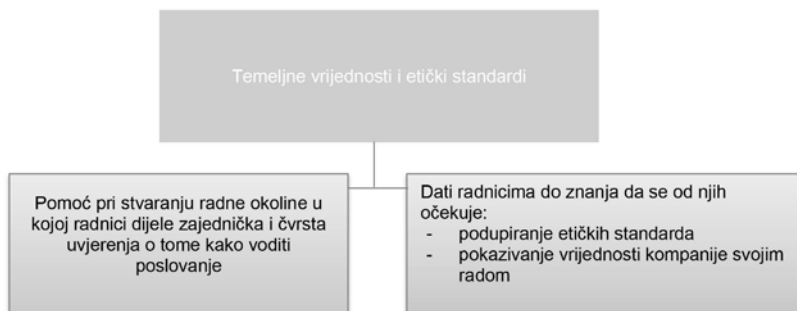 Temeljne vrijednosti i etički standardi
Pomoć pri stvaranju radne okoline u
kojoj radnici dijele zajednička i čvrsta
uvjerenja o tome kako voditi
poslovanje
Dati radnicima do znanja da se od njih
očekuje:
- podupiranje etičkih standarda
- pokazivanje vrijednosti kompanije svojim
radom